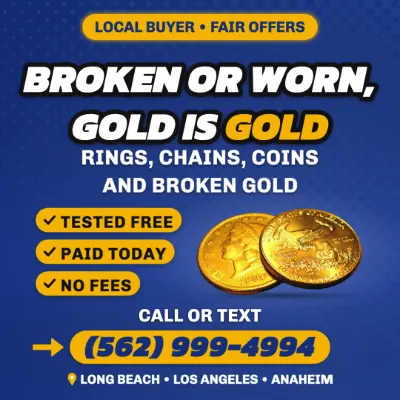 LOCAL BUYER • FAIR OFFERS
BROKEN OR WORN,
GOLD IS GOLD
RINGS, CHAINS, COINS
AND BROKEN GOLD
TESTED FREE
PAID TODAY
NO FEES
CALL OR TEXT
(562) 999-4994
LONG BEACH • LOS ANGELES • ANAHEIM